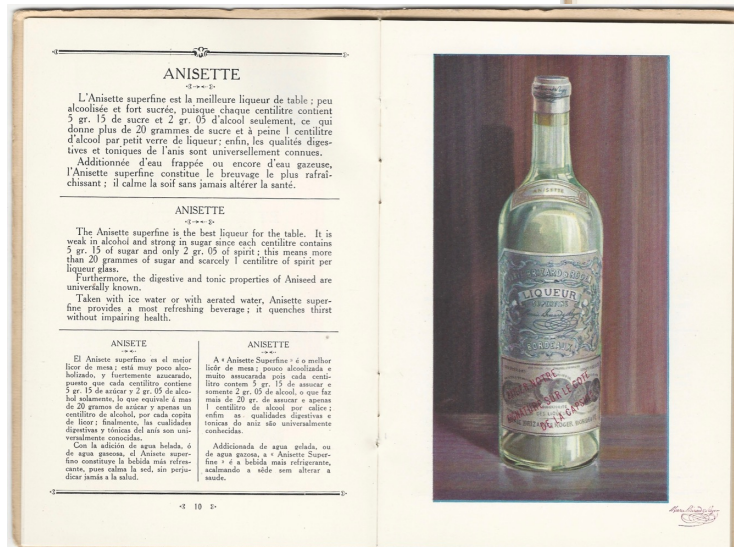 ANISETTE
L'Anisette superfine est la meilleure liqueur de table ; peu
alcoolisée et fort sucrée, puisque chaque centilitre contient
5 gr. 15 de sucre et 2 gr. 05 d'alcool seulement, ce qui
donne plus de 20 grammes de sucre et à peine 1 centilitre
d'alcool par petit verre de liqueur ; enfin, les qualités diges-
tives et toniques de l'anis sont universellement connues.
Additionnée d'eau frappée ou encore d'eau gazeuse,
l'Anisette superfine constitue le breuvage le plus rafraî-
chissant ; il calme la soif sans jamais altérer la santé.
ANISETTE
The Anisette superfine is the best liqueur for the table. It is
weak in alcohol and strong in sugar since each centilitre contains
5 gr. 15 of sugar and only 2 gr. 05 of spirit ; this means more
than 20 grammes of sugar and scarcely 1 centilitre of spirit per
liqueur glass.
Furthermore, the digestive and tonic properties of Aniseed are
universally known.
Taken with ice water or with aerated water, Anisette super-
fine provides a most refreshing beverage ; it quenches thirst
without impairing health.
ANISETE
El Anisete superfino es el mejor
licor de mesa ; está muy poco alco-
holizado, y fuertemente azucarado,
puesto que cada centilitro contiene
5 gr. 15 de azúcar y 2 gr. 05 de alco-
hol solamente, lo que equivale á mas
de 20 gramos de azúcar y apenas un
centilitro de alcohol, por cada copita
de licor ; finalmente, las cualidades
digestivas y tónicas del anís son uni-
versalmente conocidas.
Con la adición de agua helada, ó
de agua gaseosa, el Anisete super-
fino constituye la bebida más refres-
cante, pues calma la sed, sin perju-
dicar jamás a la salud.
ANISETTE
A « Anisette Superfine » é o melhor
licôr de mesa ; pouco alcoolizada e
muito assucarada pois cada centi-
litro contem 5 gr. 15 de assucar e
somente 2 gr. 05 de alcool, o que faz
mais de 20 gr. de assucar e apenas
1 centilitro de alcool por calice ;
enfim as qualidades digestivas e
tonicas do aniz são universalmente
conhecidas.
Addicionada de agua gelada, ou
de agua gazosa, a « Anisette Super-
fine » é a bebida mais refrigerante,
acalmando a sêde sem alterar a
saude.
10
ANISETTE
LIQUEUR